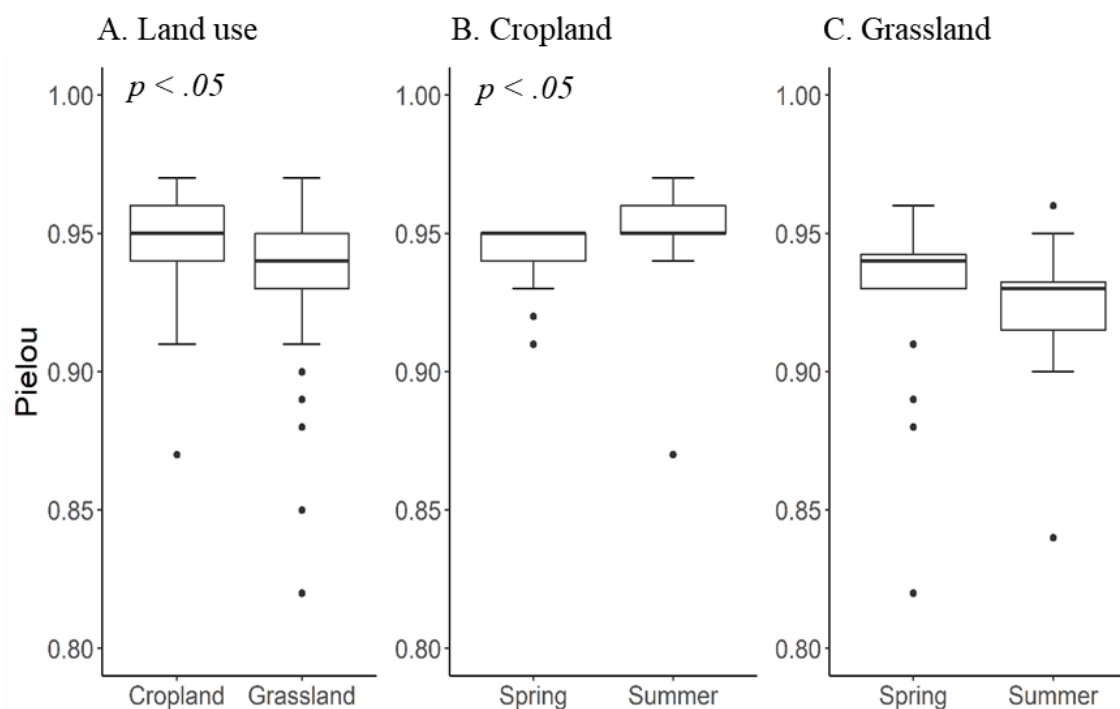 A. Land use
B. Cropland
C. Grassland
p < .05
p < .05
Pielou
1.00
0.95
0.90
0.85
0.80
Cropland
Grassland
1.00
0.95
0.90
0.85
0.80
Spring
Summer
1.00
0.95
0.90
0.85
0.80
Spring
Summer